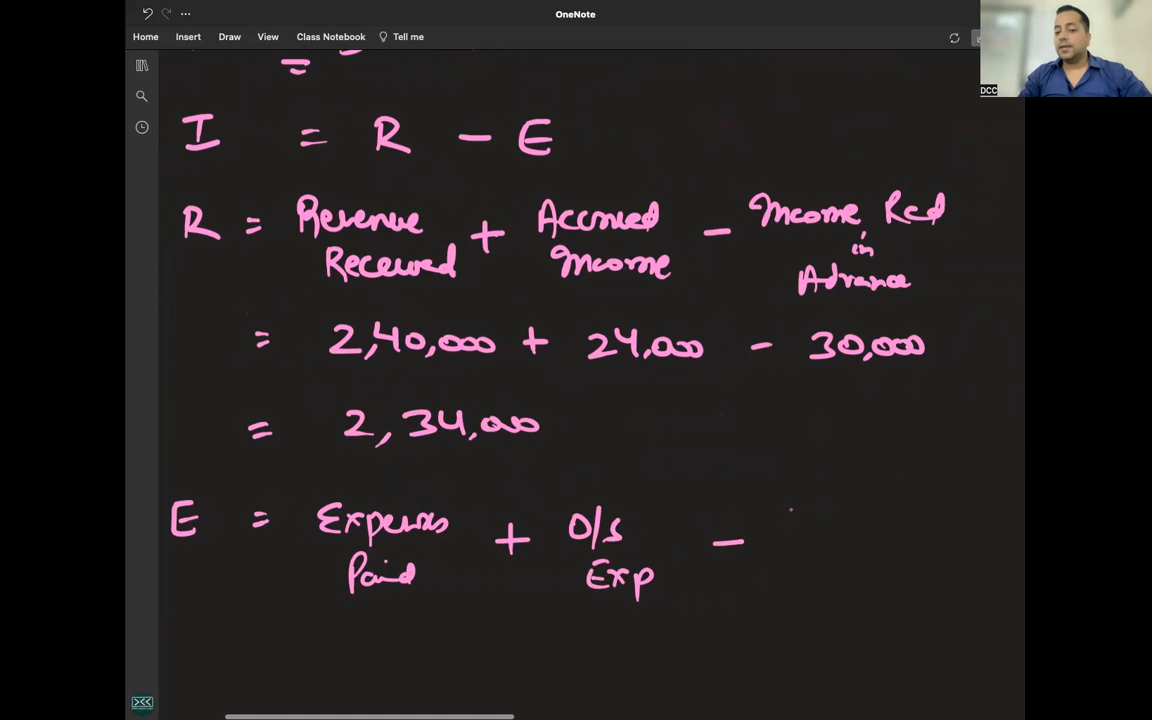 OneNote
Home Insert Draw View Class Notebook Tell me
DCC
I = R - E
R = Revenue Received + Accrued Income - Income Rcd in Advance
= 2,40,000 + 24,000 - 30,000
= 2,34,000
E = Expenses Paid + O/s Exp -